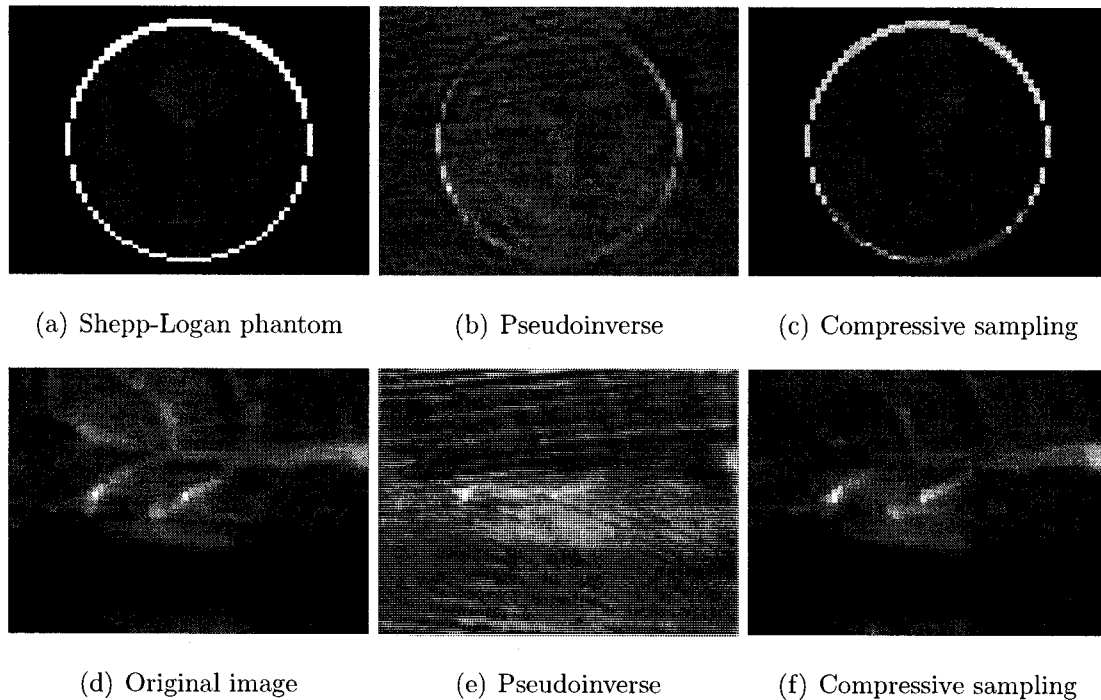 (a) Shepp-Logan phantom
(b) Pseudoinverse
(c) Compressive sampling
(d) Original image
(e) Pseudoinverse
(f) Compressive sampling